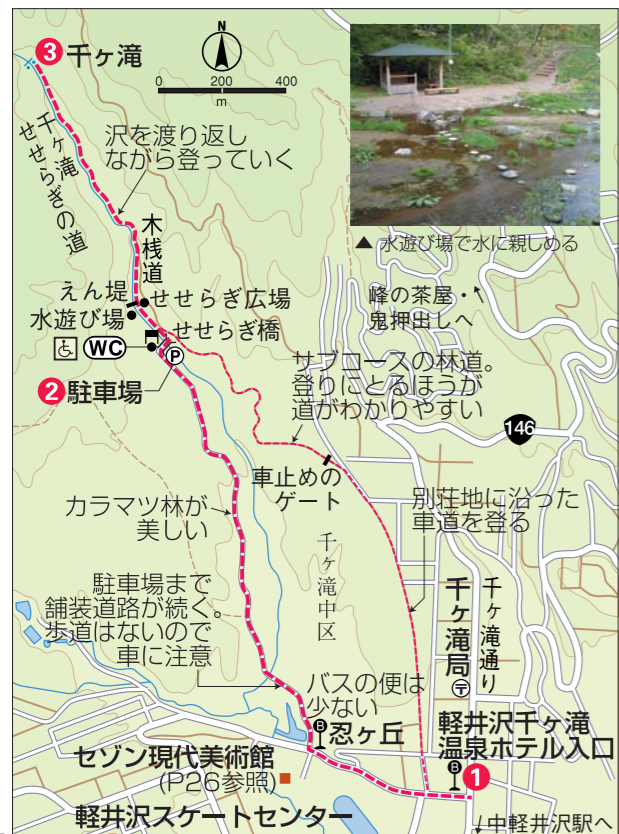 ❸千ヶ滝
N
0 200 400
m
千ヶ滝
せせらぎの道
沢を渡り返し
ながら登っていく
▲ 水遊び場で水に親しめる
木桟道
えん堤
せせらぎ広場
水遊び場
せせらぎ橋
WC
P
❷駐車場
峰の茶屋・
鬼押出しへ
サブコースの林道。
登りにとるほうが
道がわかりやすい
146
車止めの
ゲート
カラマツ林が
美しい
別荘地に沿った
車道を登る
千ヶ滝中区
駐車場まで
舗装道路が続く。
歩道はないので
車に注意
千ヶ滝通り
千ヶ滝局
〒
バスの便は
少ない
B
忍ヶ丘
軽井沢千ヶ滝
温泉ホテル入口
B
❶
セゾン現代美術館
(P26参照)
軽井沢スケートセンター
中軽井沢駅へ